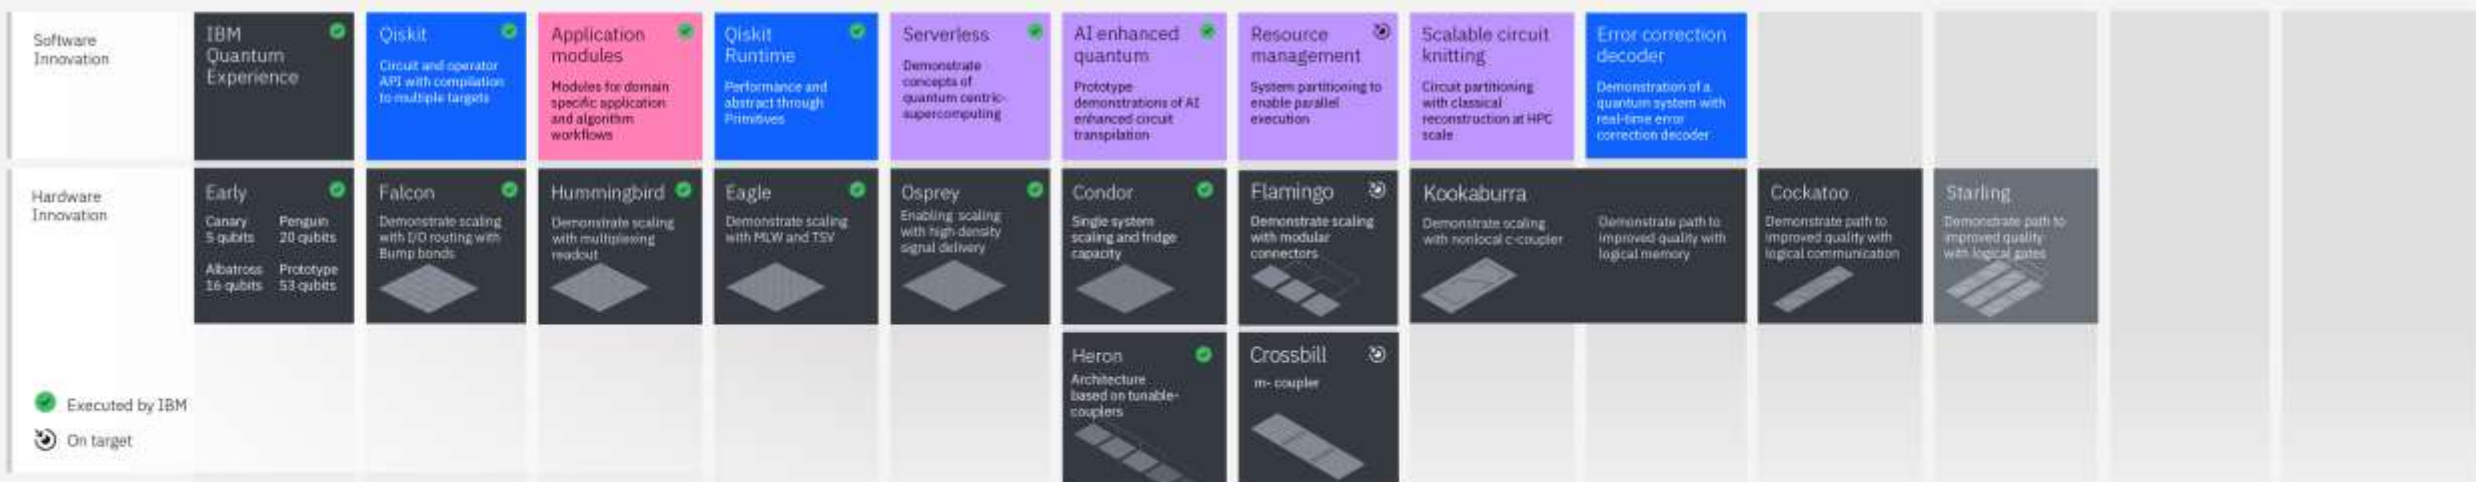 Software
Innovation
IBM
Quantum
Experience
Qiskit
Circuit and operator
API with compilation
to multiple targets
Application
modules
Modules for domain
specific application
and algorithm
workflows
Qiskit
Runtime
Performance and
abstract through
Primitives
Serverless
Demonstrate
concepts of
quantum centric-
supercomputing
AI enhanced
quantum
Prototype
demonstrations of AI
enhanced circuit
transpilation
Resource
management
System partitioning to
enable parallel
execution
Scalable circuit
knitting
Circuit partitioning
with classical
reconstruction at HPC
scale
Error correction
decoder
Demonstration of a
quantum system with
real-time error
correction decoder
Hardware
Innovation
Early
Canary
5 qubits
Penguin
20 qubits
Albatross
16 qubits
Prototype
53 qubits
Falcon
Demonstrate scaling
with I/O routing with
Bump bonds
Hummingbird
Demonstrate scaling
with multiplexing
readout
Eagle
Demonstrate scaling
with MLW and TSV
Osprey
Enabling scaling
with high density
signal delivery
Condor
Single system
scaling and fridge
capacity
Flamingo
Demonstrate scaling
with modular
connectors
Kookaburra
Demonstrate scaling
with nonlocal c-coupler
Demonstrate path to
improved quality with
logical memory
Cockatoo
Demonstrate path to
improved quality with
logical communication
Starling
Demonstrate path to
improved quality
with logical gates
Heron
Architecture
based on tunable-
couplers
Crossbill
m- coupler
Executed by IBM
On target